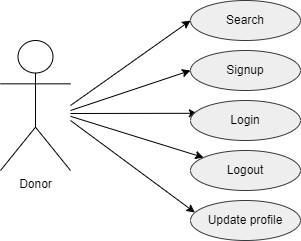 Search
Signup
Login
Logout
Update profile
Donor